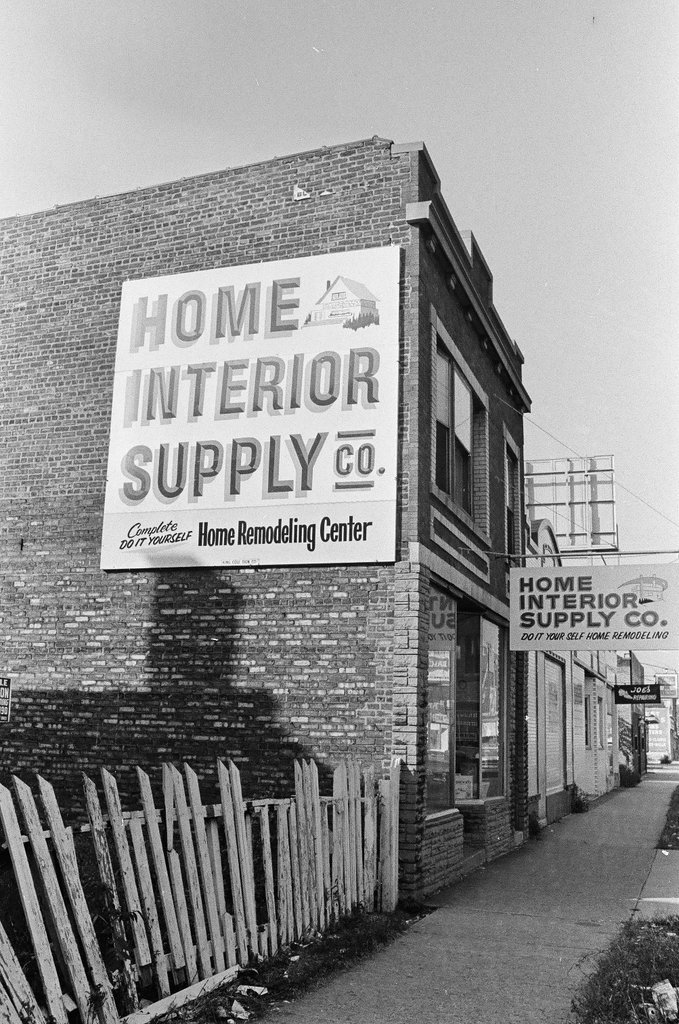 HOME
INTERIOR
SUPPLY CO.
Complete
DO IT YOURSELF Home Remodeling Center
HOME
INTERIOR
SUPPLY CO.
DO IT YOUR SELF HOME REMODELING
JOE'S
REPAIRING